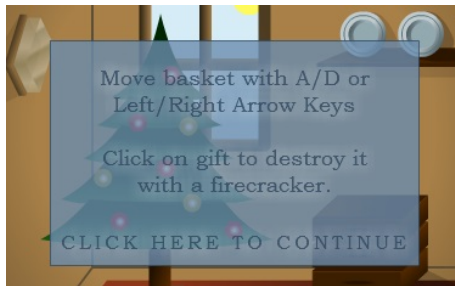 Move basket with A/D or
Left/Right Arrow Keys
Click on gift to destroy it
with a firecracker.
CLICK HERE TO CONTINUE